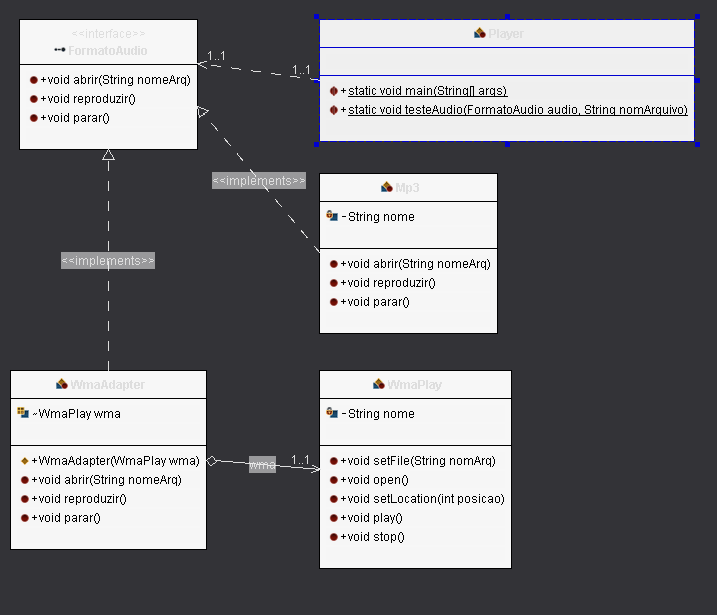 <<interface>>
FormatoAudio
+void abrir(String nomeArq)
+void reproduzir()
+void parar()
Player
+static void main(String[] args)
+static void testeAudio(FormatoAudio audio, String nomArquivo)
1..1
1..1
<<implements>>
Mp3
~String nome
+void abrir(String nomeArq)
+void reproduzir()
+void parar()
<<implements>>
WmaAdapter
~WmaPlay wma
+WmaAdapter(WmaPlay wma)
+void abrir(String nomeArq)
+void reproduzir()
+void parar()
wma
1..1
WmaPlay
~String nome
+void setFile(String nomArq)
+void open()
+void setLocation(int posicao)
+void play()
+void stop()